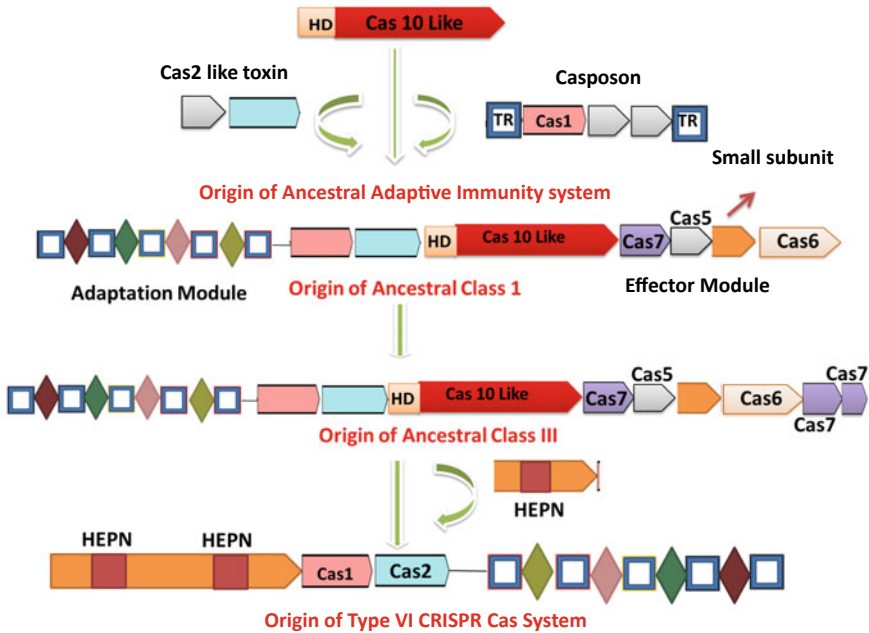 HD Cas 10 Like
Cas2 like toxin
Casposon
TR Cas1 TR
Small subunit
Origin of Ancestral Adaptive Immunity system
Cas5
HD Cas 10 Like Cas7 Cas6
Adaptation Module
Origin of Ancestral Class 1
Effector Module
Cas5 Cas7
HD Cas 10 Like Cas7 Cas6
Cas7
Origin of Ancestral Class III
HEPN
HEPN HEPN
Cas1 Cas2
Origin of Type VI CRISPR Cas System